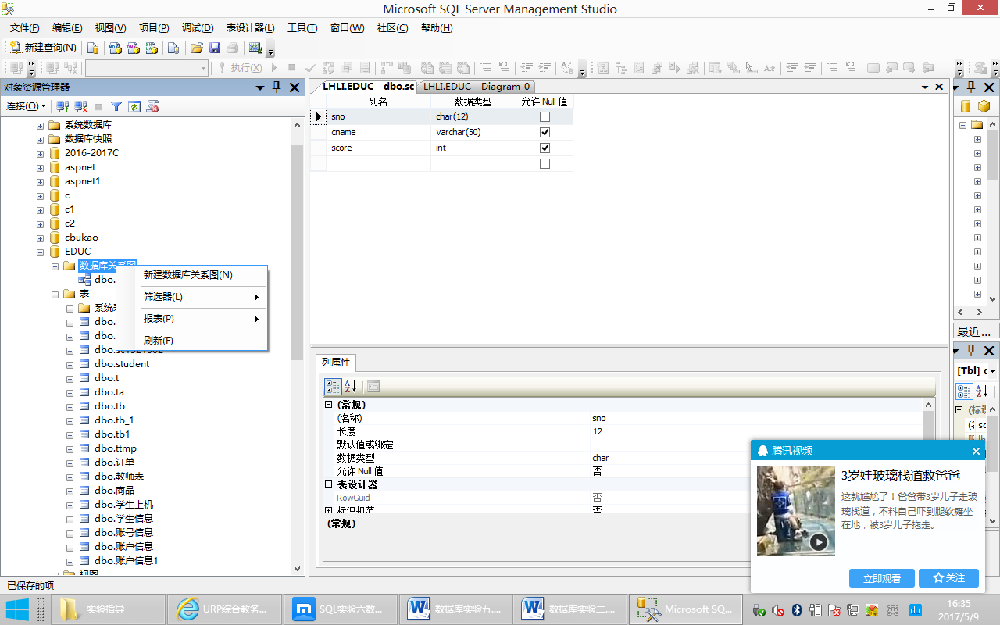 Microsoft SQL Server Management Studio
文件(F) 编辑(E) 视图(V) 项目(P) 调试(D) 表设计器(L) 工具(T) 窗口(W) 社区(C) 帮助(H)
新建查询(N)
执行(X)
对象资源管理器
连接(O)
系统数据库
数据库快照
2016-2017C
aspnet
aspnet1
c
c1
c2
cbukao
EDUC
数据库关系图
dbo.
表
dbo.
dbo.
dbo.student
dbo.t
dbo.ta
dbo.tb
dbo.tb_1
dbo.tb1
dbo.ttmp
dbo.订单
dbo.教师表
dbo.商品
dbo.学生上机
dbo.学生信息
dbo.账号信息
dbo.账户信息
dbo.账户信息1
视图
新建数据库关系图(N)
筛选器(L)
报表(P)
刷新(F)
LHLI.EDUC - dbo.sc LHLI.EDUC - Diagram_0
列名 数据类型 允许 Null 值
sno char(12)
cname varchar(50)
score int
列属性
(常规)
(名称) sno
长度 12
默认值或绑定
数据类型 char
允许 Null 值 否
表设计器
RowGuid 否
标识规范 否
(常规)
最近...
[Tbl]
腾讯视频
3岁娃玻璃栈道救爸爸
这就尴尬了！爸爸带3岁儿子走玻
璃栈道，不料自己吓到腿软瘫坐
在地，被3岁儿子拖走。
立即观看 关注
已保存的项
实验指导 URP综合教务... SQL实验六数... 数据库实验五... 数据库实验二... Microsoft SQ...
英 du
16:35
2017/5/9